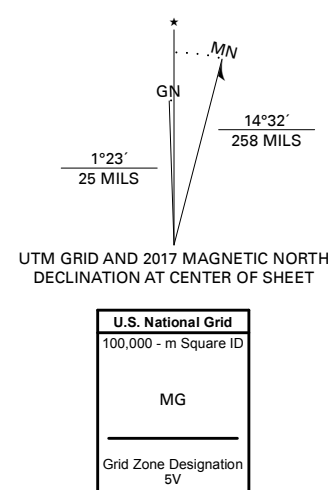 ★
MN
GN
14°32´
258 MILS
1°23´
25 MILS
UTM GRID AND 2017 MAGNETIC NORTH
DECLINATION AT CENTER OF SHEET
U.S. National Grid
100,000 - m Square ID
MG
Grid Zone Designation
5V